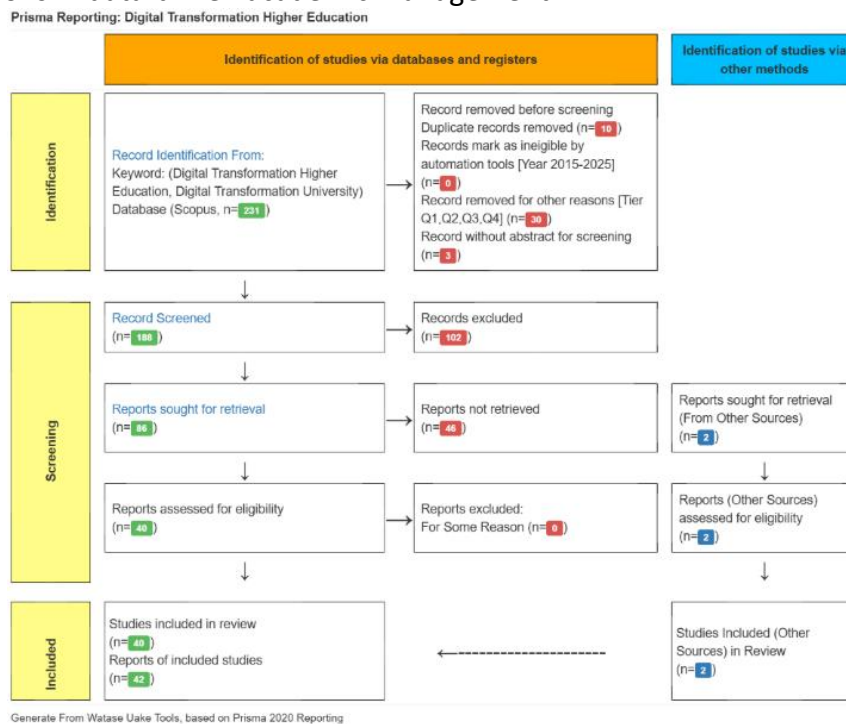 Prisma Reporting: Digital Transformation Higher Education
Identification of studies via databases and registers
Identification of studies via
other methods
Identification
Record Identification From:
Keyword: (Digital Transformation Higher
Education, Digital Transformation University)
Database (Scopus, n= 231 )
Record removed before screening
Duplicate records removed (n= 10 )
Records mark as ineigible by
automation tools [Year 2015-2025]
(n= 0 )
Record removed for other reasons [Tier
Q1,Q2,Q3,Q4] (n= 30 )
Record without abstract for screening
(n= 3 )
Screening
Record Screened
(n= 188 )
Records excluded
(n= 102 )
Reports sought for retrieval
(n= 86 )
Reports not retrieved
(n= 46 )
Reports sought for retrieval
(From Other Sources)
(n= 2 )
Reports assessed for eligibility
(n= 40 )
Reports excluded:
For Some Reason (n= 0 )
Reports (Other Sources)
assessed for eligibility
(n= 2 )
Included
Studies included in review
(n= 40 )
Reports of included studies
(n= 42 )
Studies Included (Other
Sources) in Review
(n= 2 )
Generate From Watase Uake Tools, based on Prisma 2020 Reporting